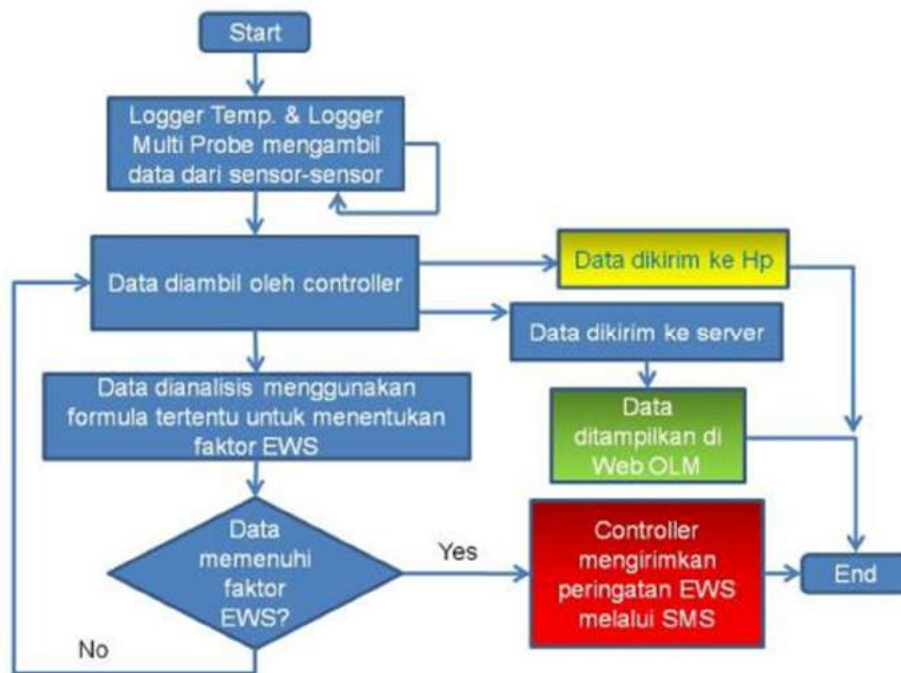 Start
Logger Temp. & Logger
Multi Probe mengambil
data dari sensor-sensor
Data diambil oleh controller
Data dikirim ke Hp
Data dikirim ke server
Data dianalisis menggunakan
formula tertentu untuk menentukan
faktor EWS
Data
ditampilkan di
Web OLM
Data
memenuhi
faktor
EWS?
Yes
Controller
mengirimkan
peringatan EWS
melalui SMS
End
No